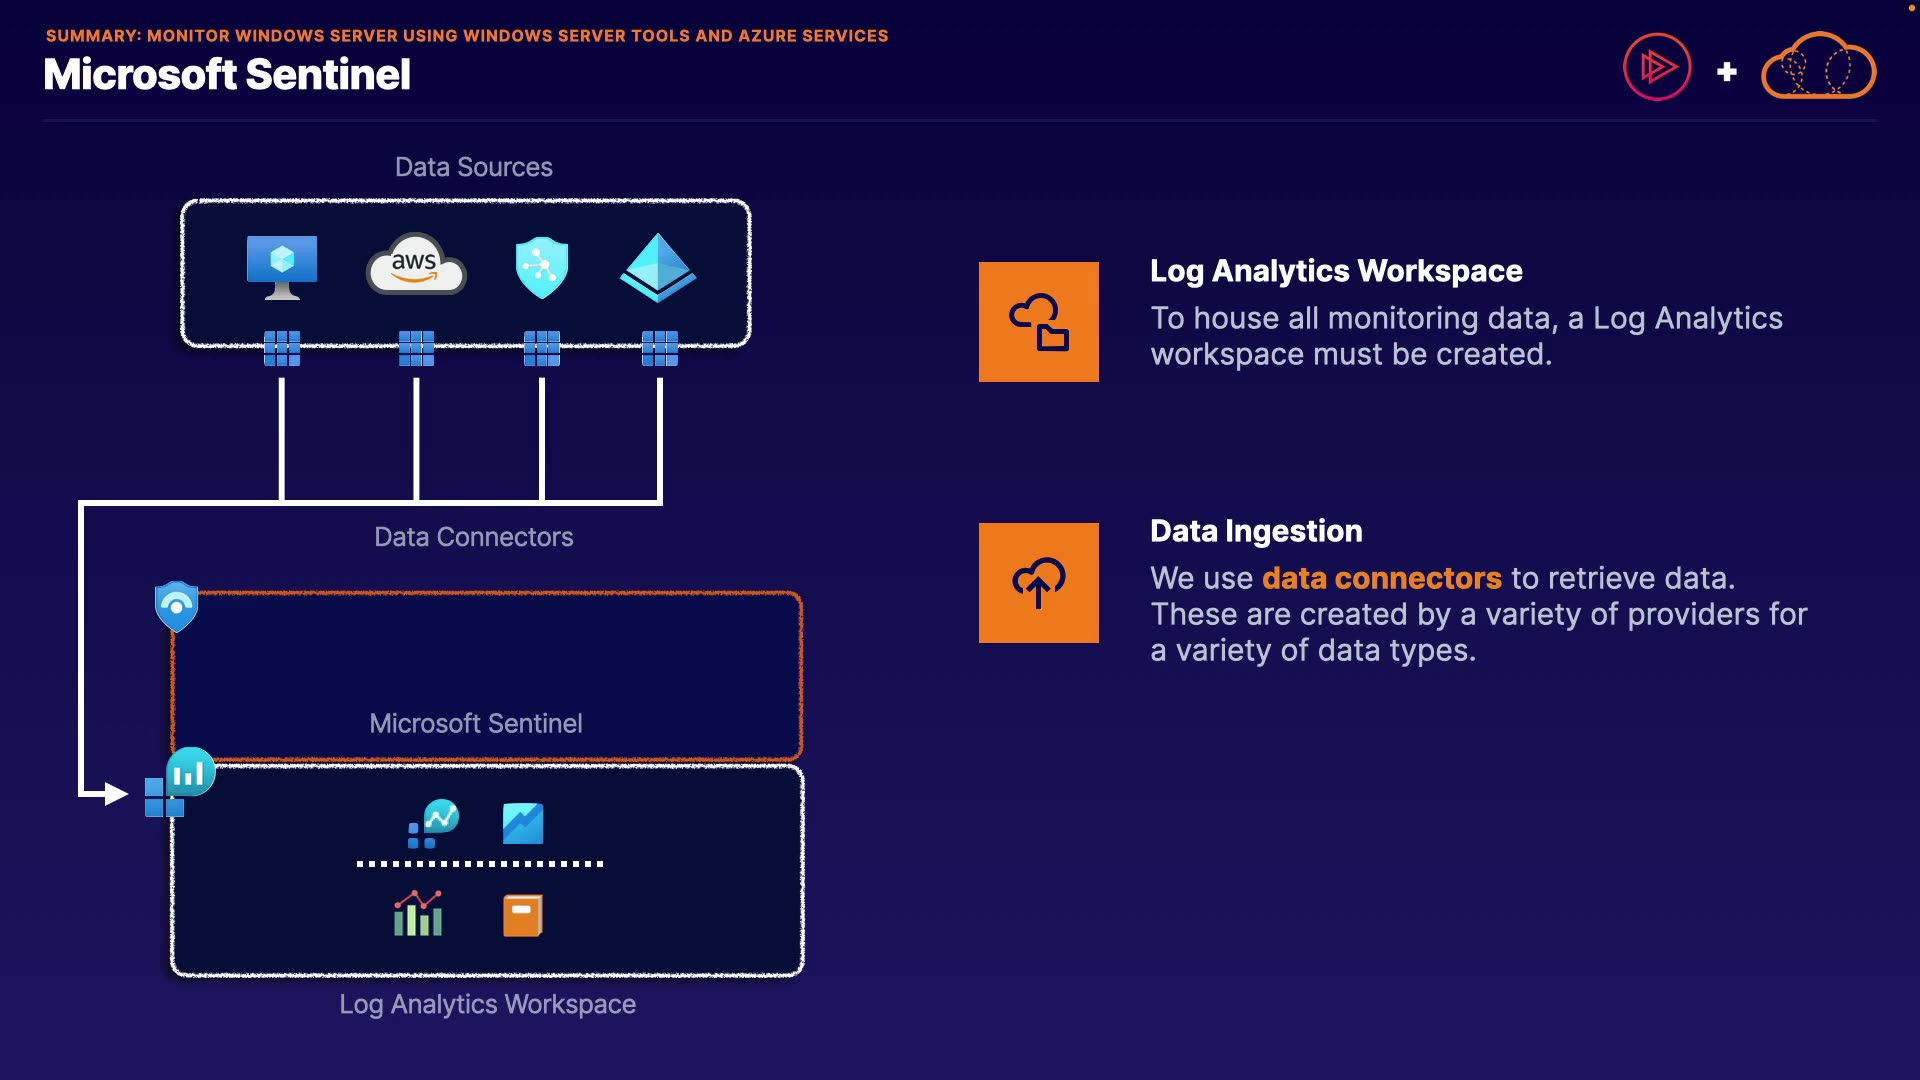 SUMMARY: MONITOR WINDOWS SERVER USING WINDOWS SERVER TOOLS AND AZURE SERVICES
Microsoft Sentinel
Data Sources
aws
Data Connectors
Microsoft Sentinel
Log Analytics Workspace
Log Analytics Workspace
To house all monitoring data, a Log Analytics
workspace must be created.
Data Ingestion
We use data connectors to retrieve data.
These are created by a variety of providers for
a variety of data types.